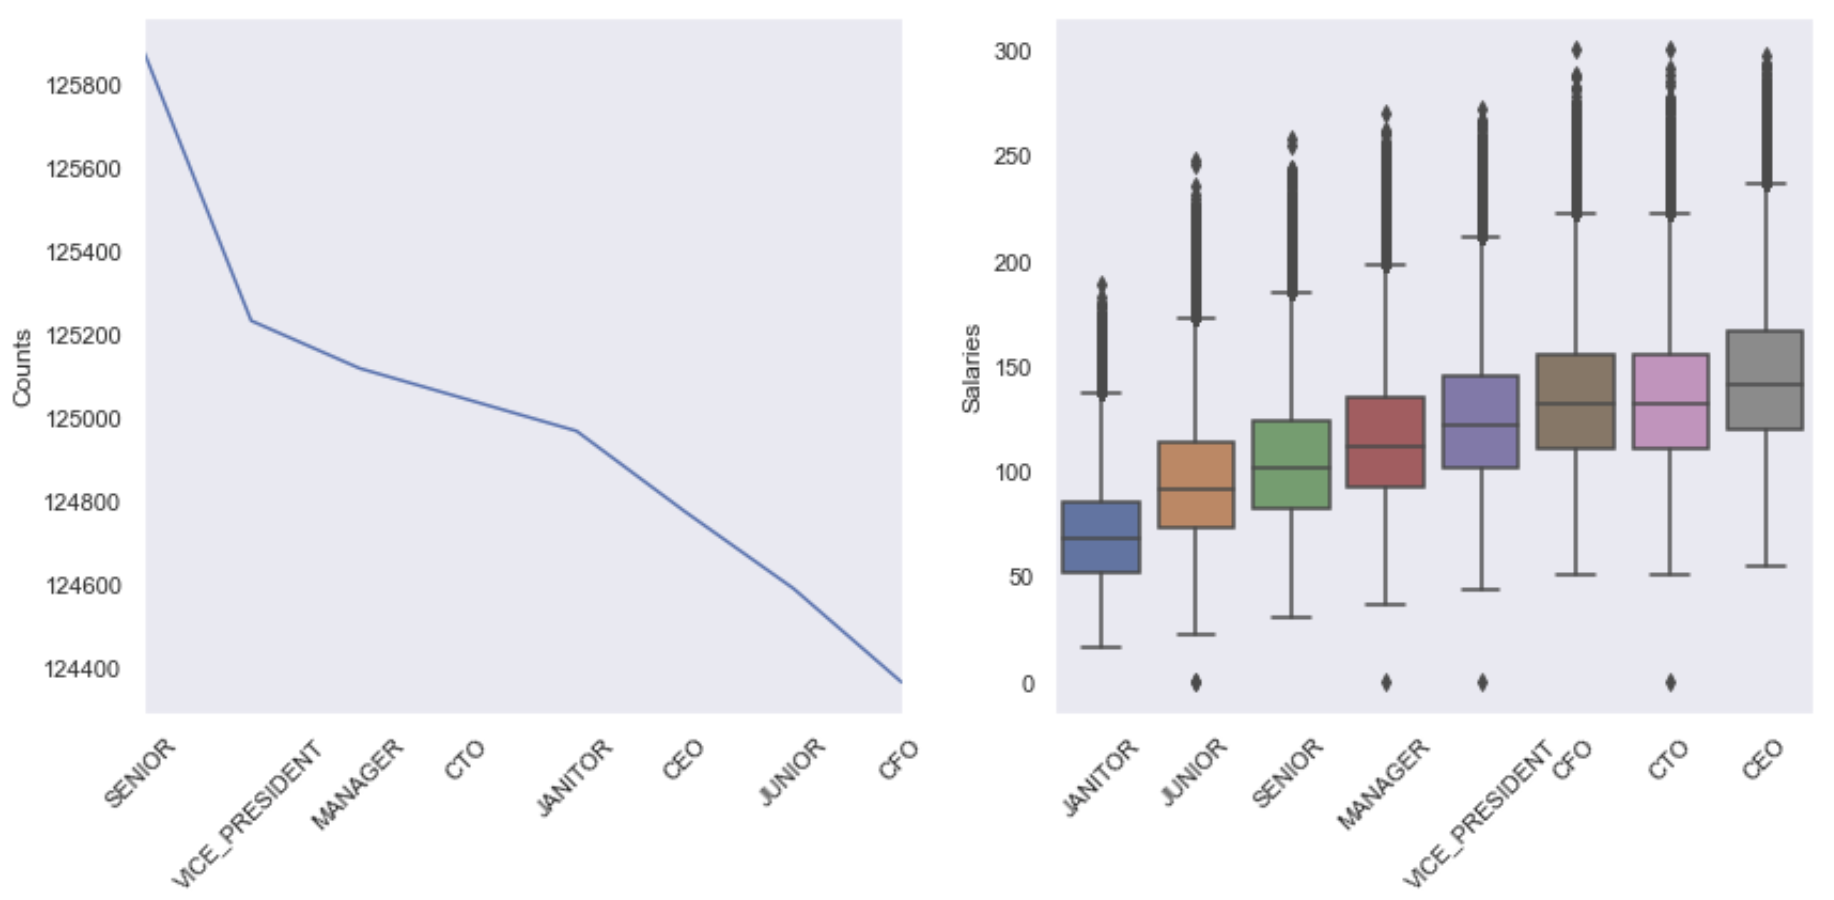 Counts
125800
125600
125400
125200
125000
124800
124600
124400
SENIOR
VICE_PRESIDENT
MANAGER
CTO
JANITOR
CEO
JUNIOR
CFO
Salaries
300
250
200
150
100
50
0
JANITOR
JUNIOR
SENIOR
MANAGER
VICE_PRESIDENT
CFO
CTO
CEO